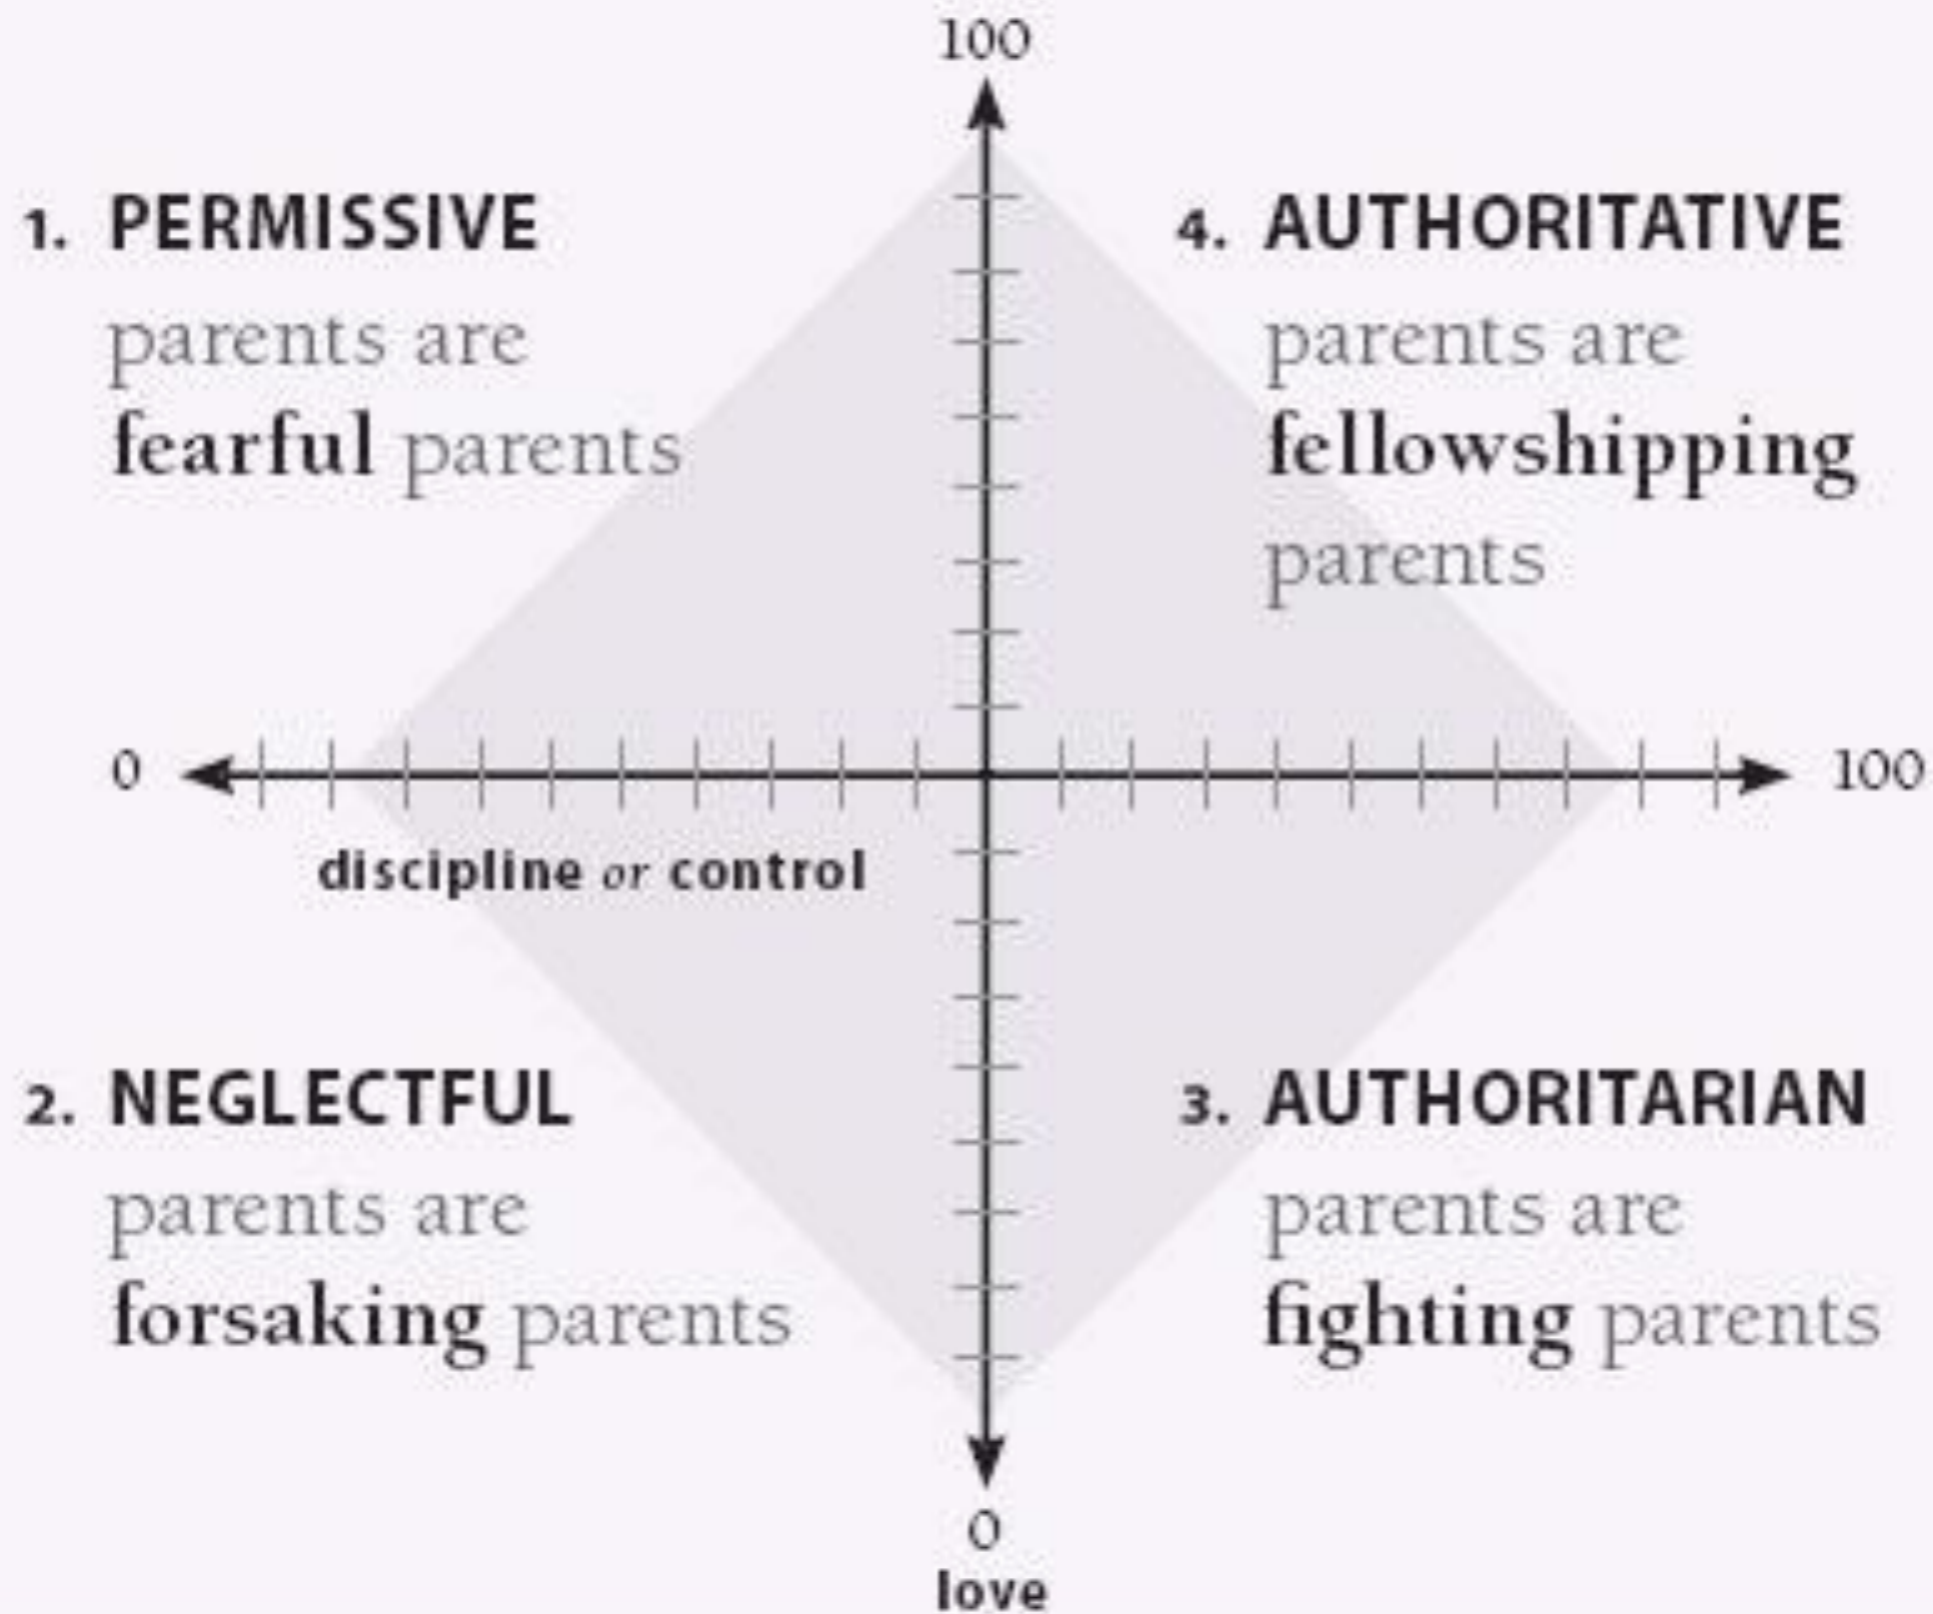 100
1. PERMISSIVE
parents are
fearful parents
4. AUTHORITATIVE
parents are
fellowshipping
parents
0
100
discipline or control
2. NEGLECTFUL
parents are
forsaking parents
3. AUTHORITARIAN
parents are
fighting parents
0
love